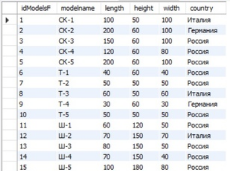 modelname length height width country
1 СК-1 100 50 100 Италия
2 СК-2 200 60 100 Германия
3 СК-3 150 60 100 Россия
4 СК-4 120 60 80 Россия
5 СК-5 200 60 100 Россия
6 Т-1 40 60 40 Россия
7 Т-2 50 50 50 Россия
8 Т-3 60 50 60 Италия
9 Т-4 30 60 30 Германия
10 Т-5 50 50 50 Россия
11 Ш-1 60 120 50 Россия
12 Ш-2 70 150 70 Италия
13 Ш-3 80 150 50 Россия
14 Ш-4 70 150 40 Россия
15 Ш-5 100 180 80 Россия